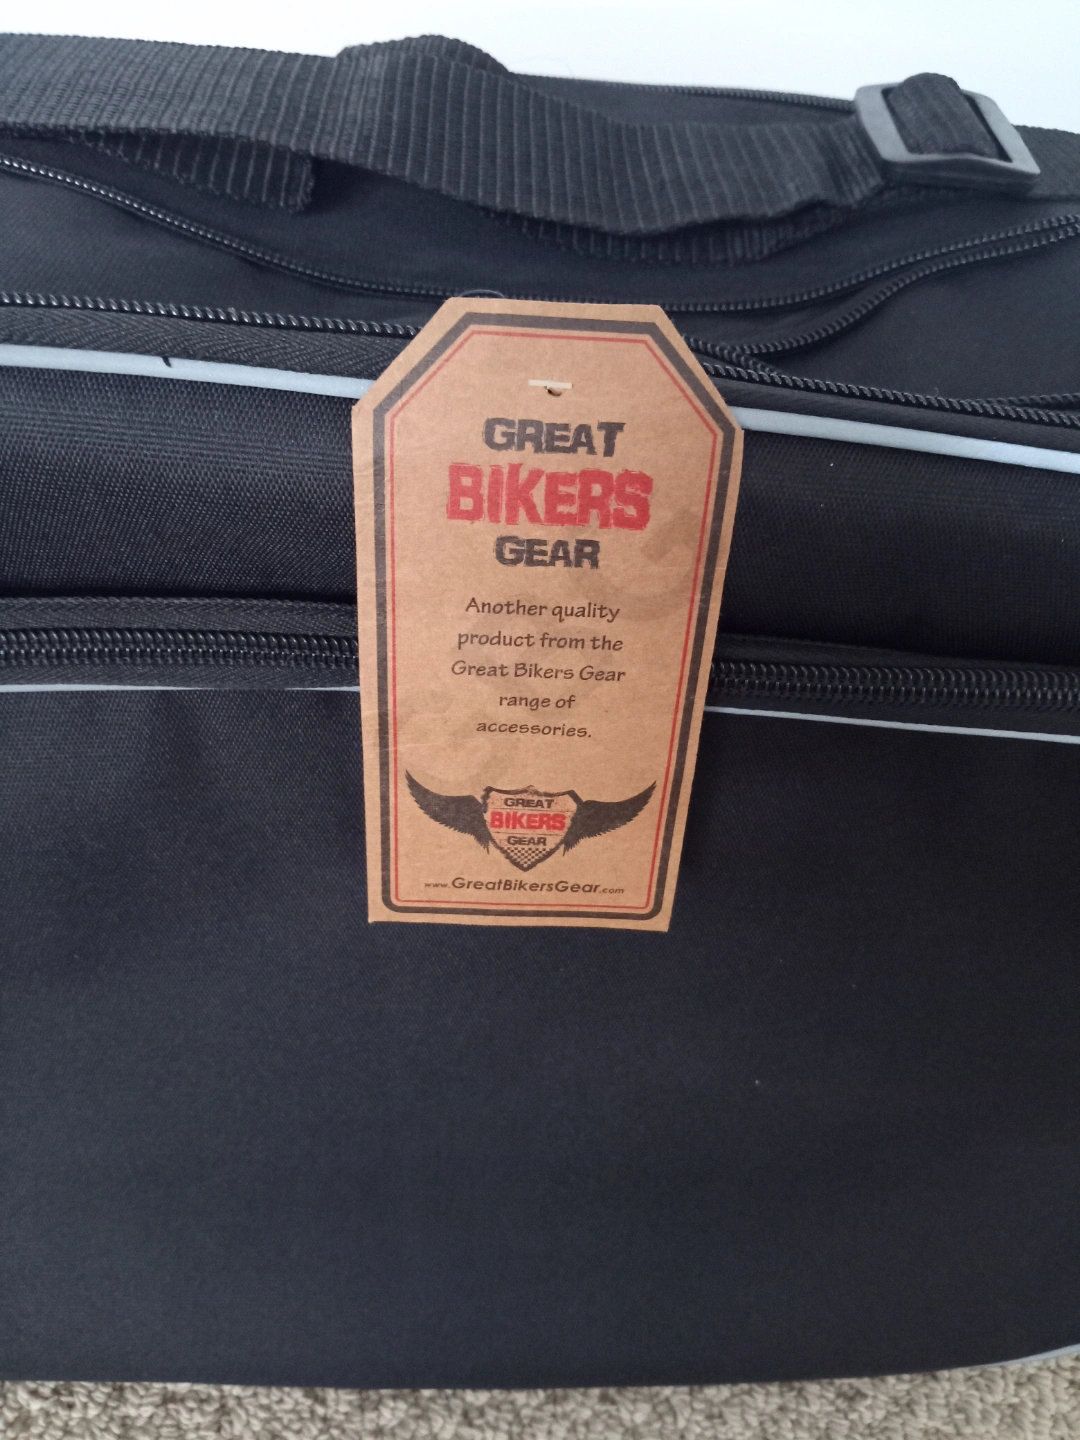 GREAT
BIKERS
GEAR
Another quality
product from the
Great Bikers Gear
range of
accessories.
GREAT
BIKERS
GEAR
www.GreatBikersGear.com